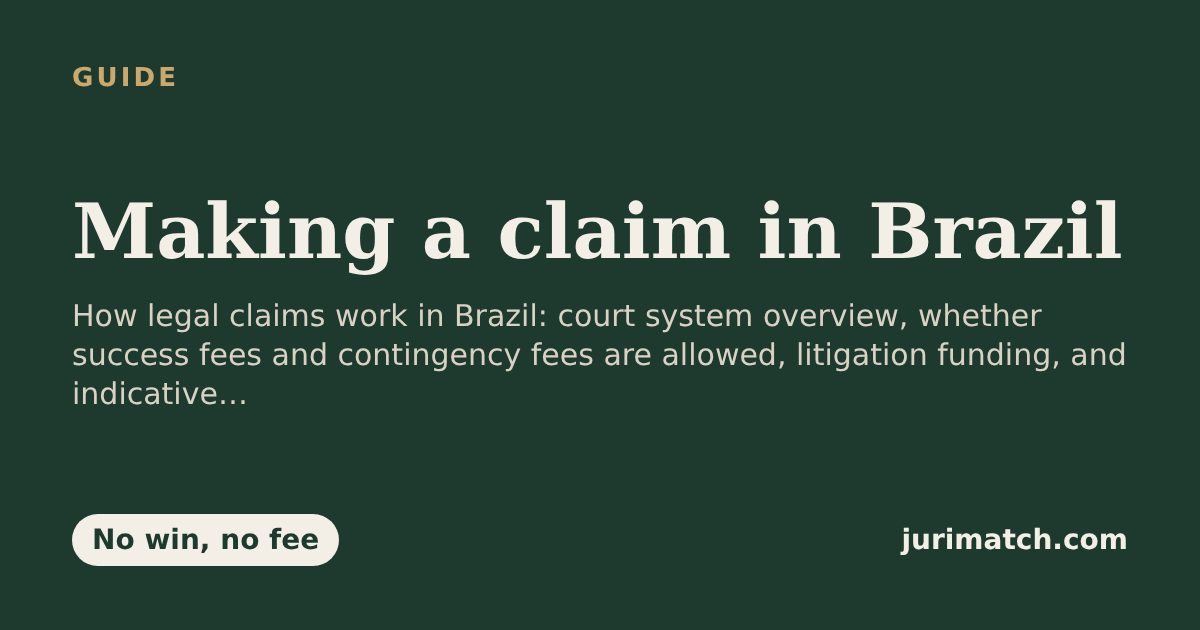 GUIDE
Making a claim in Brazil
How legal claims work in Brazil: court system overview, whether
success fees and contingency fees are allowed, litigation funding, and
indicative…
No win, no fee
jurimatch.com